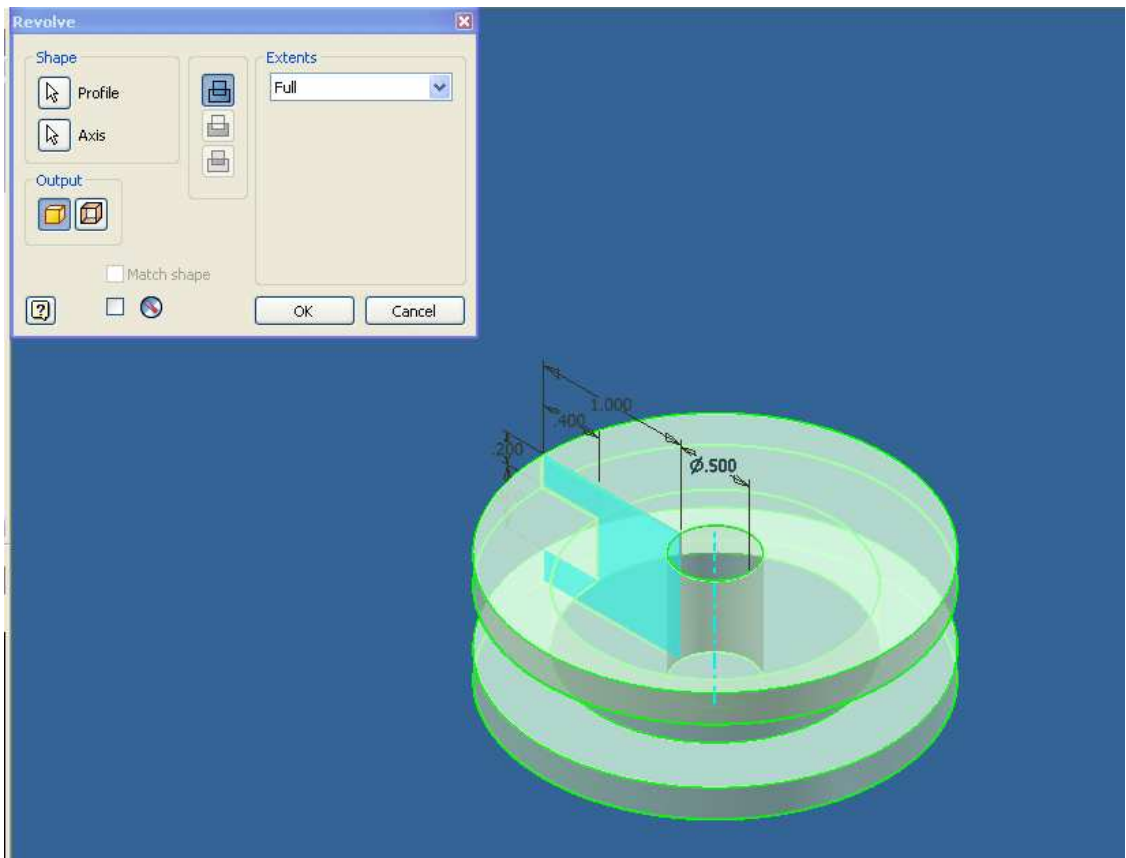 Revolve
Shape
Extents
Profile
Full
Axis
Output
Match shape
OK
Cancel
1.000
.400
.200
Ø.500